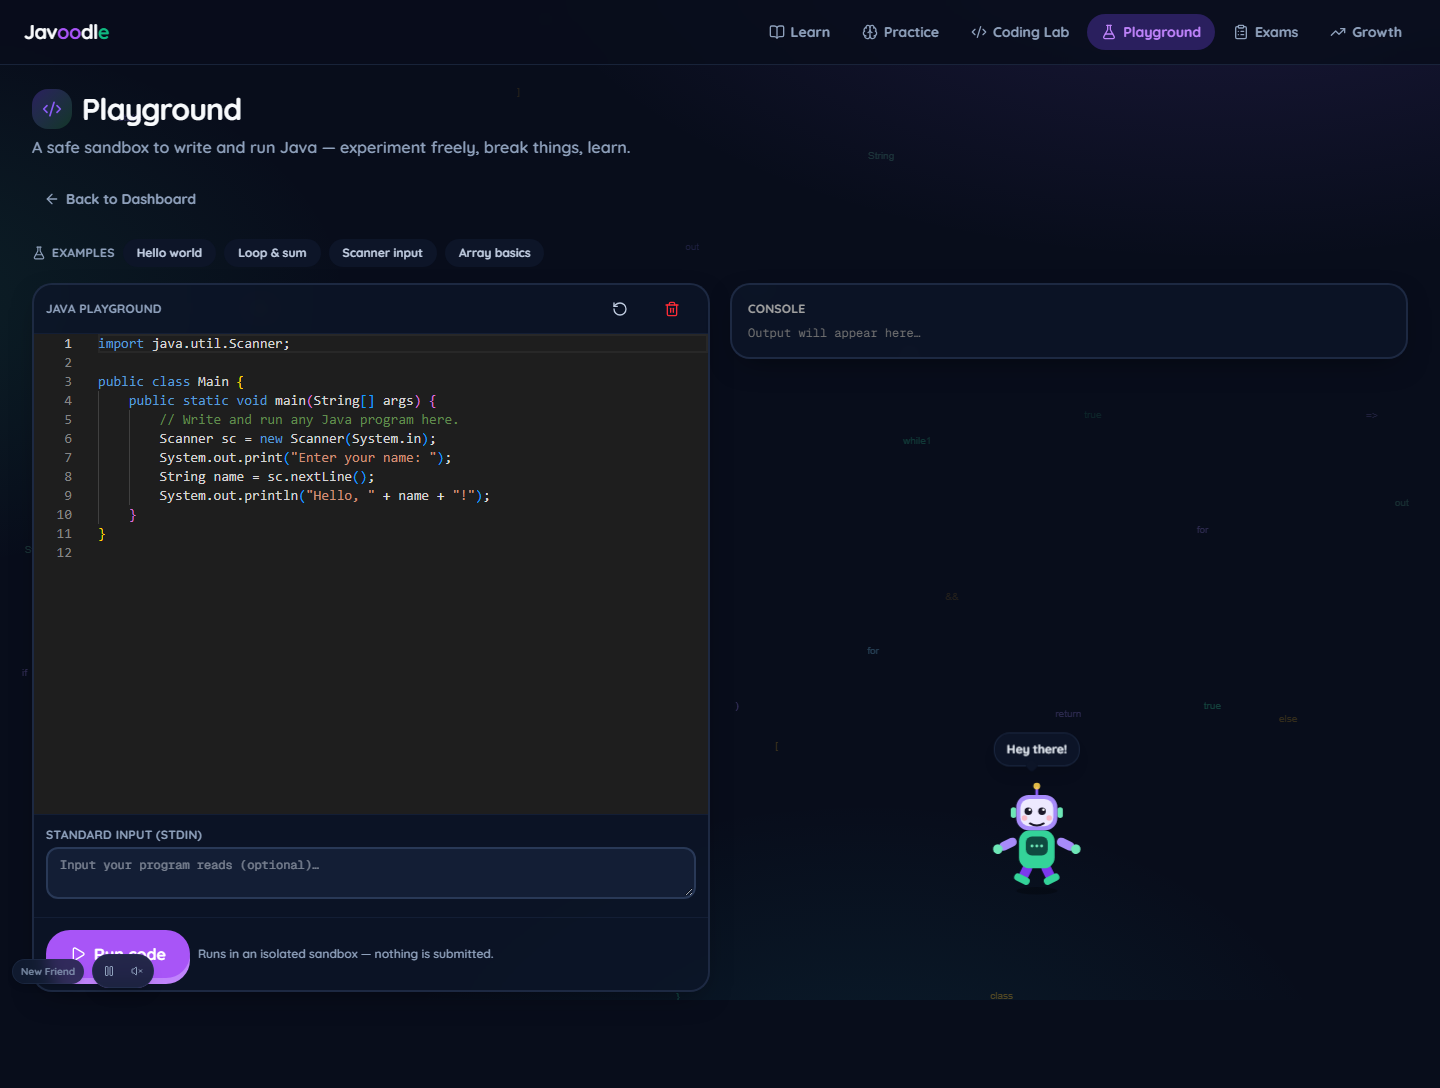 Javoodle
Learn
Practice
Coding Lab
Playground
Exams
Growth
Playground
A safe sandbox to write and run Java — experiment freely, break things, learn.
Back to Dashboard
EXAMPLES
Hello world
Loop & sum
Scanner input
Array basics
JAVA PLAYGROUND
1 import java.util.Scanner;
2
3 public class Main {
4     public static void main(String[] args) {
5         // Write and run any Java program here.
6         Scanner sc = new Scanner(System.in);
7         System.out.print("Enter your name: ");
8         String name = sc.nextLine();
9         System.out.println("Hello, " + name + "!");
10     }
11 }
12
STANDARD INPUT (STDIN)
Input your program reads (optional)…
Run code
Runs in an isolated sandbox — nothing is submitted.
New Friend
CONSOLE
Output will appear here…
]
String
out
true
=>
while1
out
for
&&
for
if
)
return
true
else
[
Hey there!
class